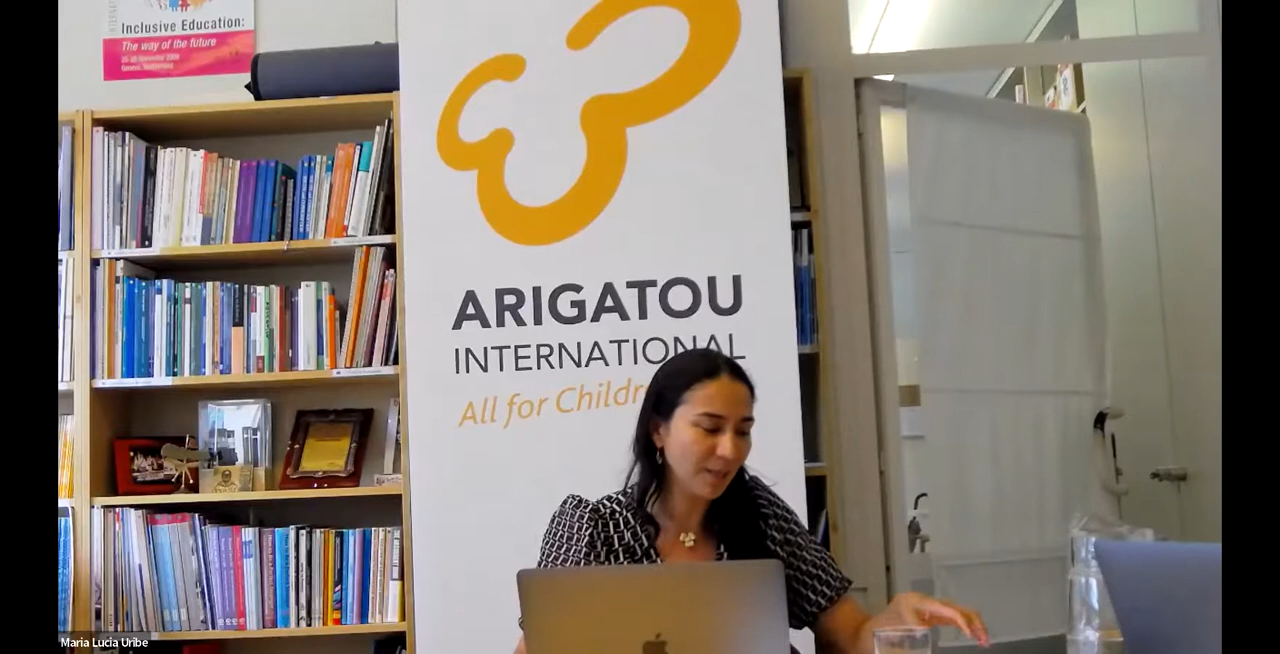 Inclusive Education:
The way of the future
ARIGATOU
INTERNATIONAL
All for Childr
Maria Lucia Uribe